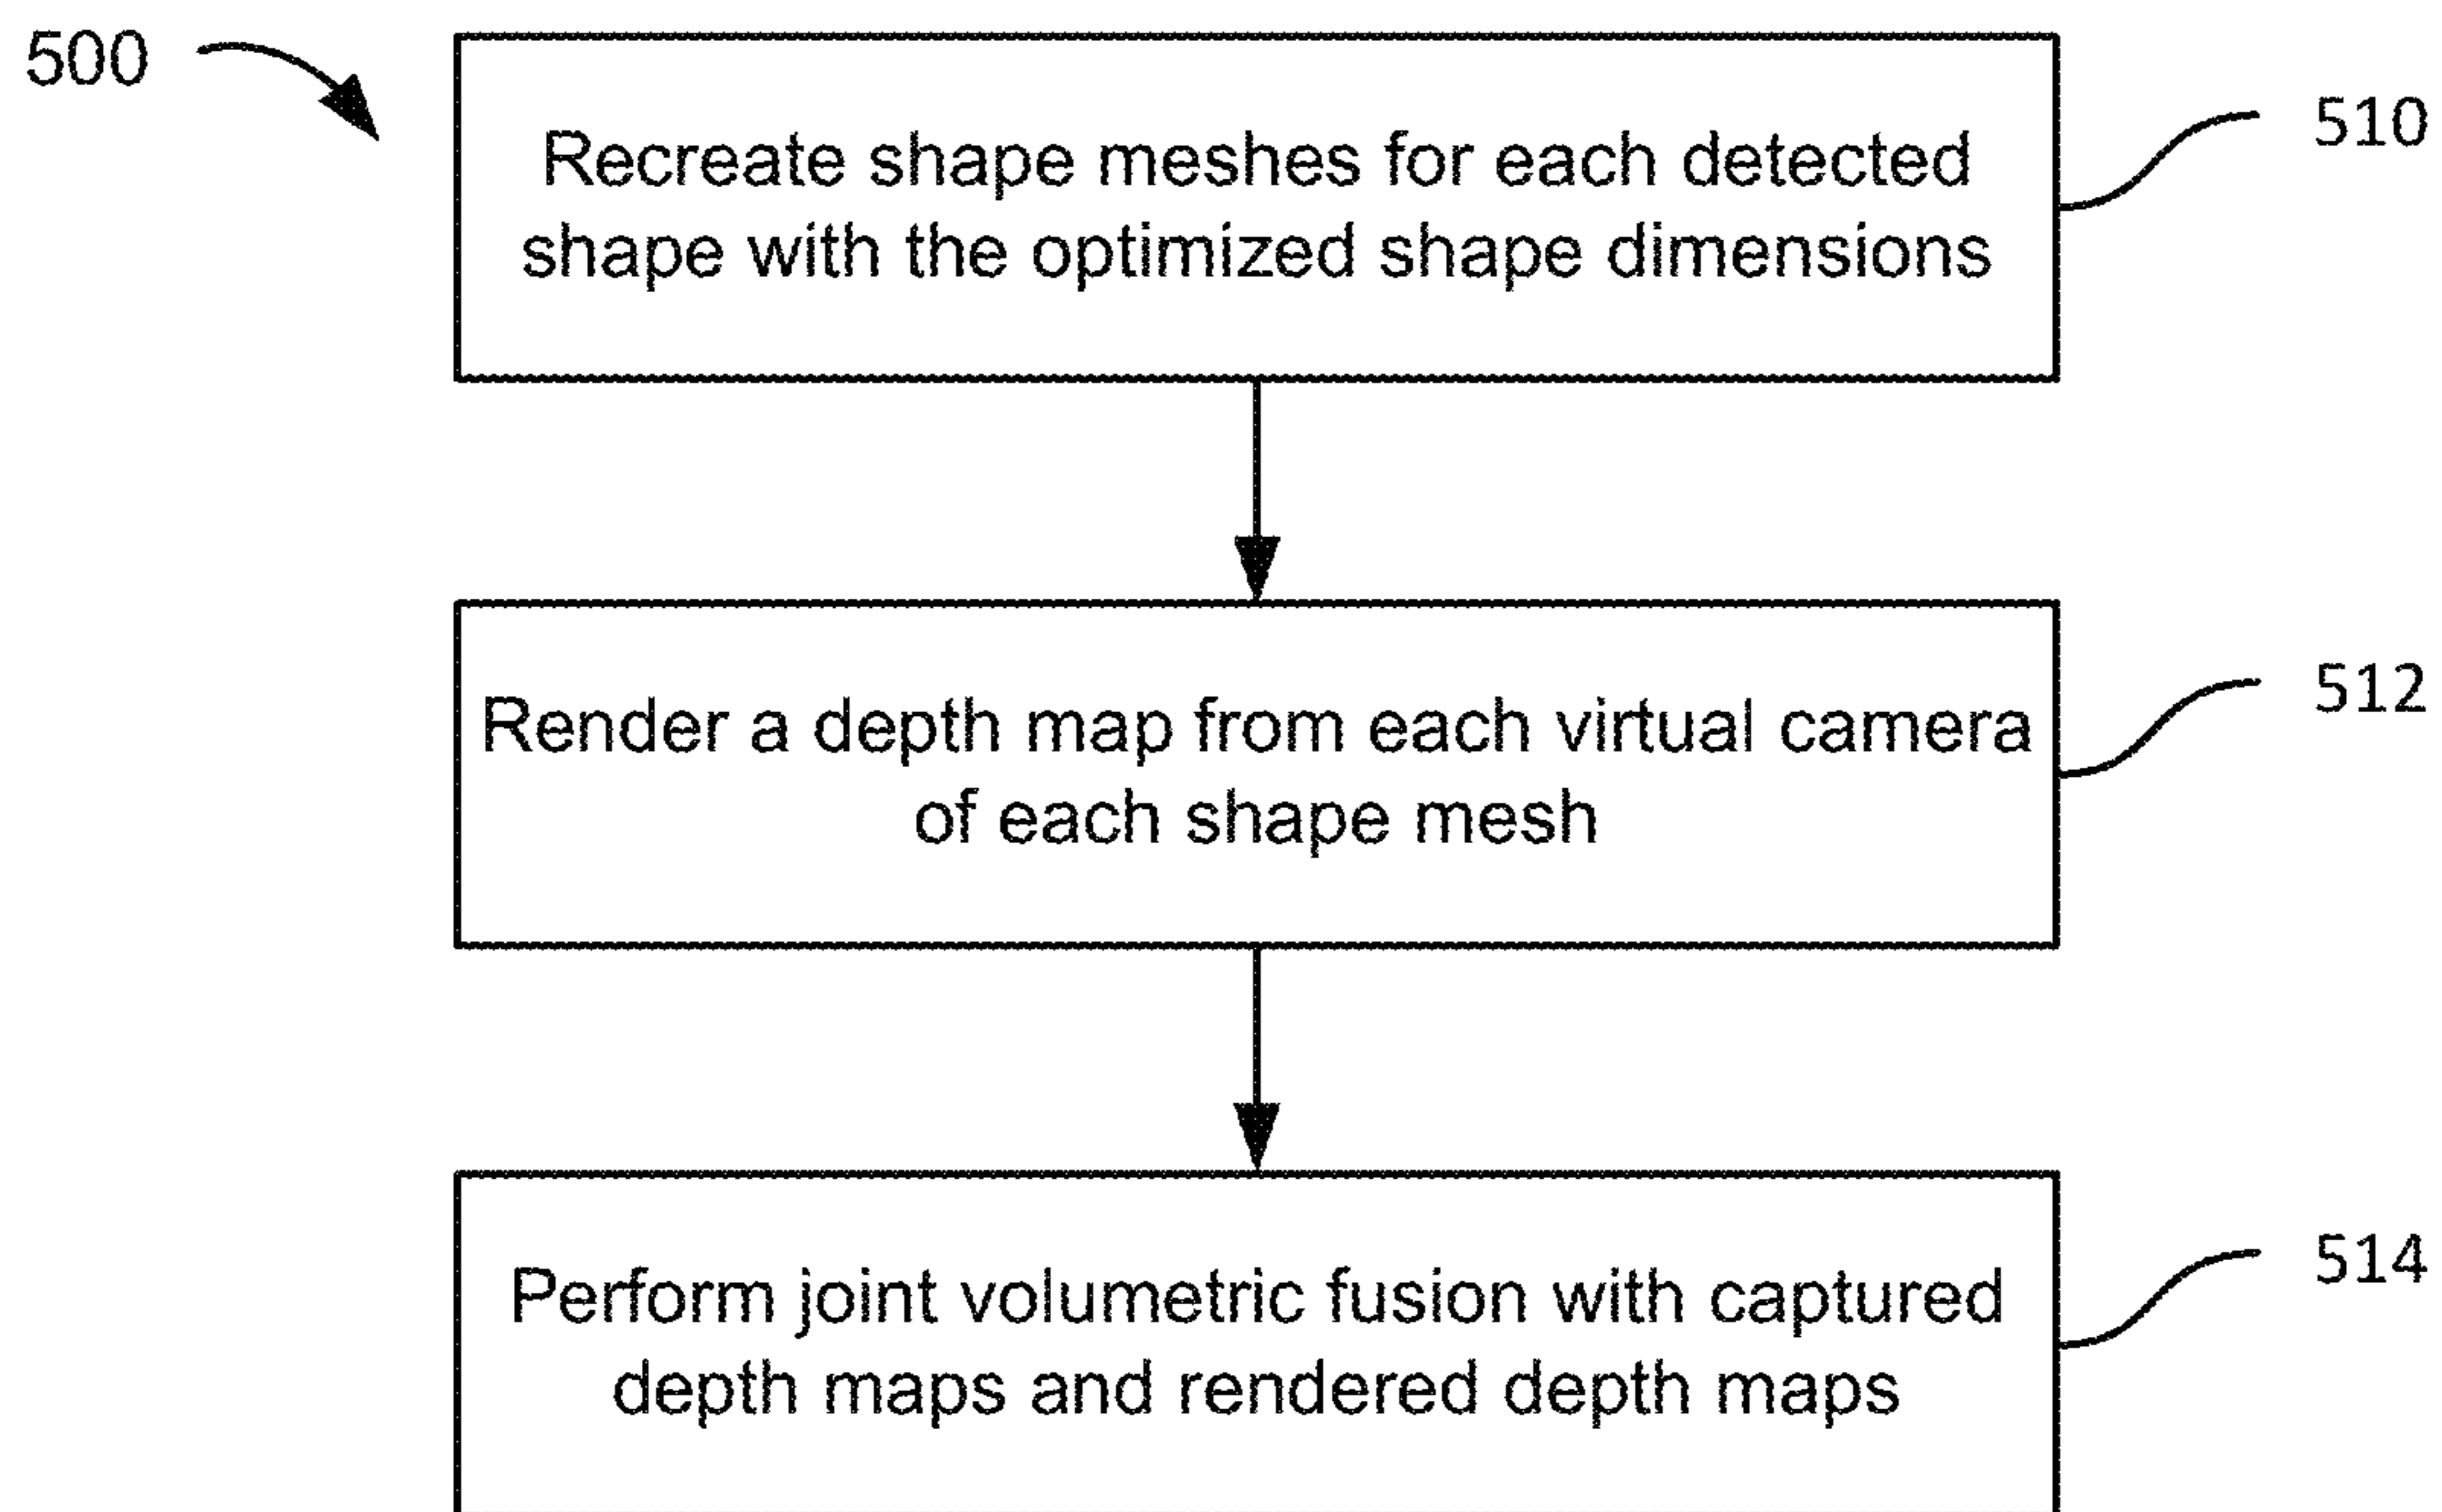 500
Recreate shape meshes for each detected
shape with the optimized shape dimensions
510
Render a depth map from each virtual camera
of each shape mesh
512
Perform joint volumetric fusion with captured
depth maps and rendered depth maps
514